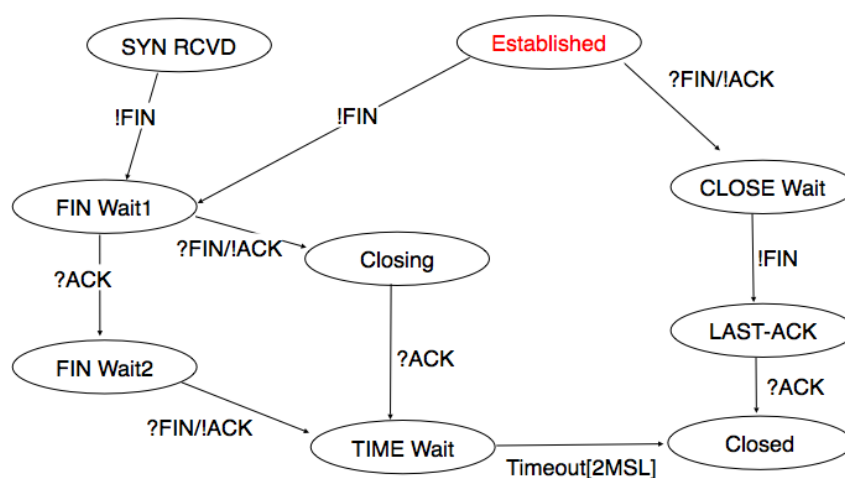 SYN RCVD
Established
!FIN
!FIN
?FIN/!ACK
FIN Wait1
CLOSE Wait
?FIN/!ACK
Closing
!FIN
?ACK
LAST-ACK
FIN Wait2
?ACK
?ACK
?FIN/!ACK
TIME Wait
Closed
Timeout[2MSL]